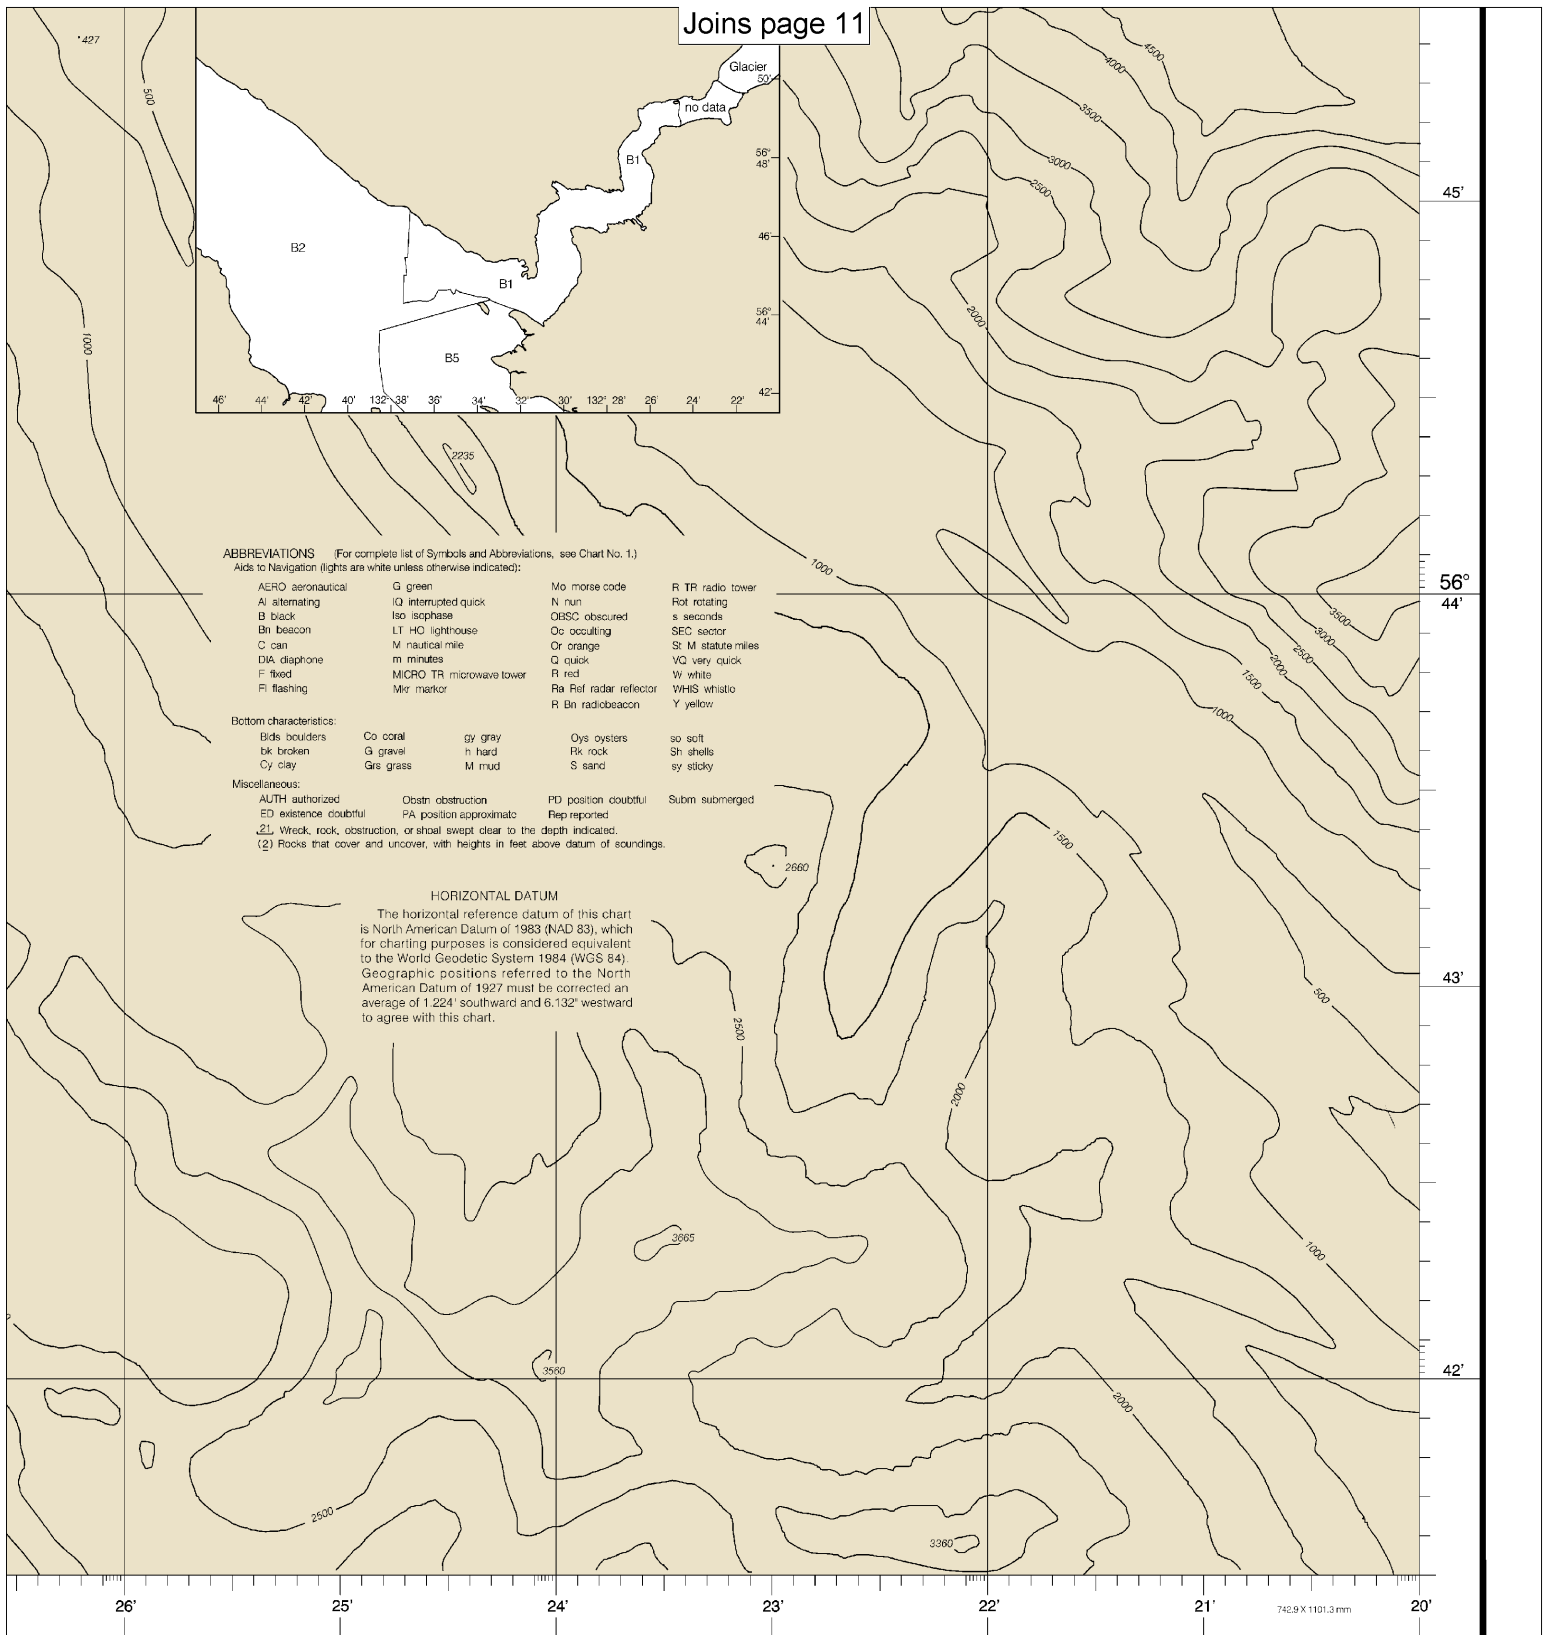 Joins page 11
427
500
4500
4000
3500
3000
2500
2000
Glacier
50'
no data
B1
56°
48'
B2
46'
B1
56°
44'
B5
42'
46' 44' 42' 40' 132° 38' 36' 34' 32' 30' 132° 28' 26' 24' 22'
45'
1000
2235
1000
ABBREVIATIONS (For complete list of Symbols and Abbreviations, see Chart No. 1.)
Aids to Navigation (lights are white unless otherwise indicated):
AERO aeronautical G green Mo morse code R TR radio tower
Al alternating IQ interrupted quick N nun Rot rotating
B black Iso isophase OBSC obscured s seconds
Bn beacon LT HO lighthouse Oc occulting SEC sector
C can M nautical mile Or orange St M statute miles
DIA diaphone m minutes Q quick VQ very quick
F fixed MICRO TR microwave tower R red W white
Fl flashing Mkr marker Ra Ref radar reflector WHIS whistle
R Bn radiobeacon Y yellow
Bottom characteristics:
Blds boulders Co coral gy gray Oys oysters so soft
bk broken G gravel h hard Rk rock Sh shells
Cy clay Grs grass M mud S sand sy sticky
Miscellaneous:
AUTH authorized Obstn obstruction PD position doubtful Subm submerged
ED existence doubtful PA position approximate Rep reported
21 Wreck, rock, obstruction, or shoal swept clear to the depth indicated.
(2) Rocks that cover and uncover, with heights in feet above datum of soundings.
56°
44'
3500
3000
2500
2000
1500
1000
1500
2660
HORIZONTAL DATUM
The horizontal reference datum of this chart
is North American Datum of 1983 (NAD 83), which
for charting purposes is considered equivalent
to the World Geodetic System 1984 (WGS 84).
Geographic positions referred to the North
American Datum of 1927 must be corrected an
average of 1.224" southward and 6.132" westward
to agree with this chart.
43'
500
2500
2000
3665
1000
3560
42'
2000
2500
3360
26' 25' 24' 23' 22' 21' 20'
742.9 X 1101.3 mm